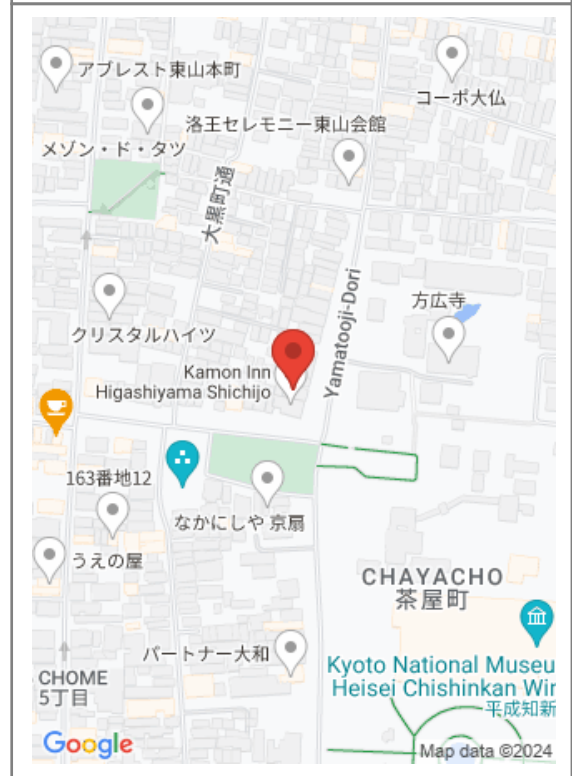 アブレスト東山本町
コーポ大仏
洛王セレモニー東山会館
メゾン・ド・タツ
大黒町通
Yamatooji-Dori
方広寺
クリスタルハイツ
Kamon Inn
Higashiyama Shichijo
163番地12
なかにしや 京扇
うえの屋
CHAYACHO
茶屋町
パートナー大和
Kyoto National Museu
Heisei Chishinkan Wir
平成知新
CHOME
5丁目
Google
Map data ©2024